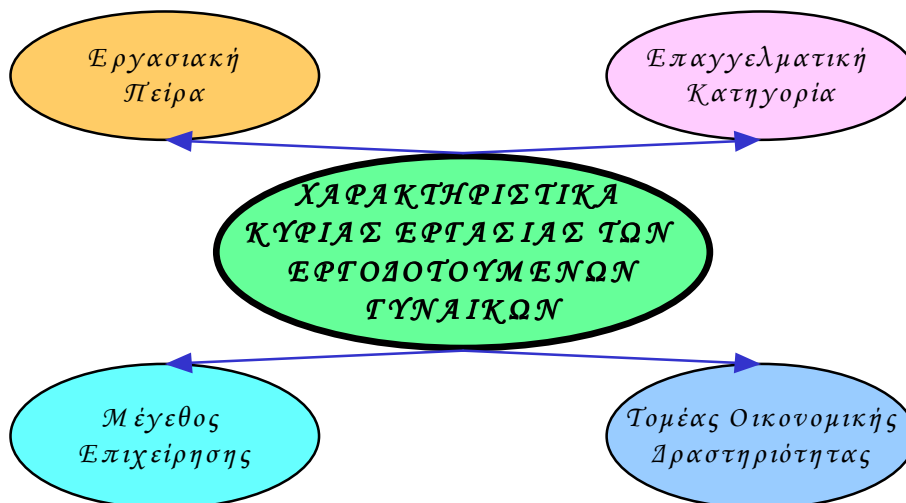 Εργασιακή
Πείρα
Επαγγελματική
Κατηγορία
ΧΑΡΑΚΤΗΡΙΣΤΙΚΑ
ΚΥΡΙΑΣ ΕΡΓΑΣΙΑΣ ΤΩΝ
ΕΡΓΟΔΟΤΟΥΜΕΝΩΝ
ΓΥΝΑΙΚΩΝ
Μέγεθος
Επιχείρησης
Τομέας Οικονομικής
Δραστηριότητας